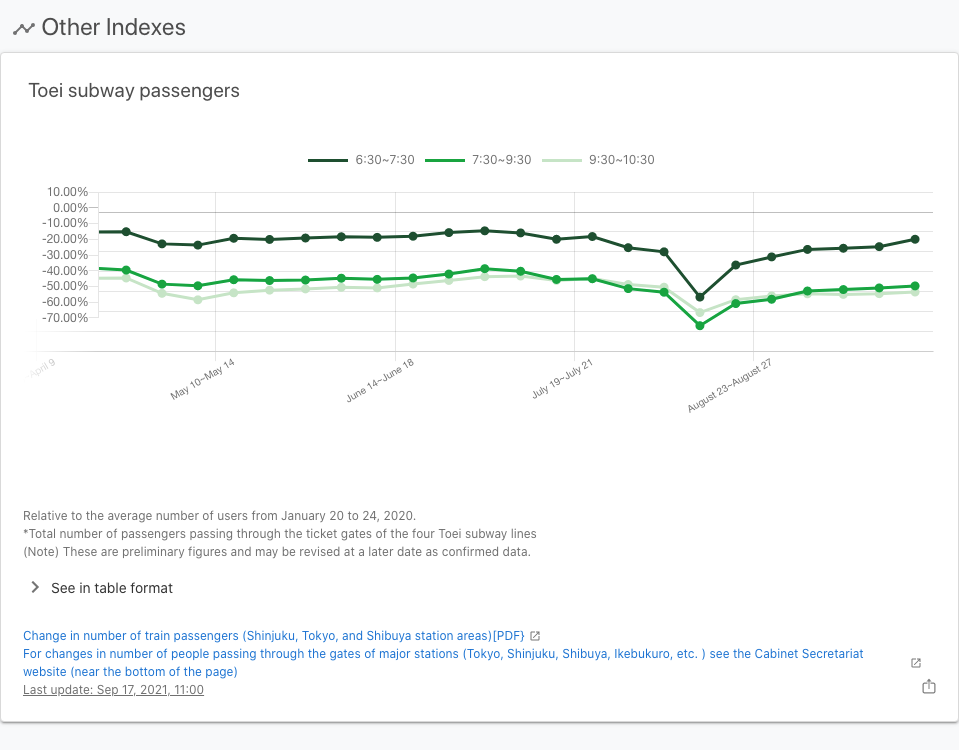 Other Indexes
Toei subway passengers
6:30~7:30 7:30~9:30 9:30~10:30
10.00%
0.00%
-10.00%
-20.00%
-30.00%
-40.00%
-50.00%
-60.00%
-70.00%
April 9 May 10~May 14 June 14~June 18 July 19~July 21 August 23~August 27
Relative to the average number of users from January 20 to 24, 2020.
*Total number of passengers passing through the ticket gates of the four Toei subway lines
(Note) These are preliminary figures and may be revised at a later date as confirmed data.
See in table format
Change in number of train passengers (Shinjuku, Tokyo, and Shibuya station areas)[PDF}
For changes in number of people passing through the gates of major stations (Tokyo, Shinjuku, Shibuya, Ikebukuro, etc. ) see the Cabinet Secretariat
website (near the bottom of the page)
Last update: Sep 17, 2021, 11:00